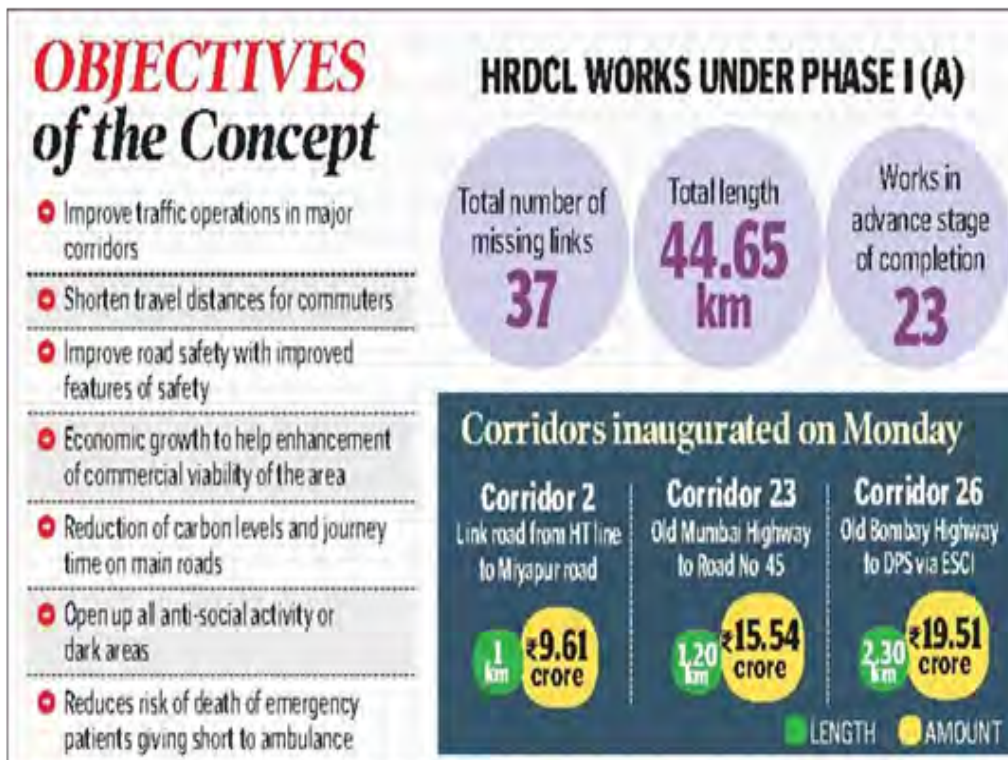 OBJECTIVES
of the Concept
Improve traffic operations in major
corridors
Shorten travel distances for commuters
Improve road safety with improved
features of safety
Economic growth to help enhancement
of commercial viability of the area
Reduction of carbon levels and journey
time on main roads
Open up all anti-social activity or
dark areas
Reduces risk of death of emergency
patients giving short to ambulance
HRDCL WORKS UNDER PHASE I (A)
Total number of
missing links
37
Total length
44.65
km
Works in
advance stage
of completion
23
Corridors inaugurated on Monday
Corridor 2
Link road from HT line
to Miyapur road
1
km
₹9.61
crore
Corridor 23
Old Mumbai Highway
to Road No 45
1.20
km
₹15.54
crore
Corridor 26
Old Bombay Highway
to DPS via ESCI
2.30
km
₹19.51
crore
LENGTH
AMOUNT